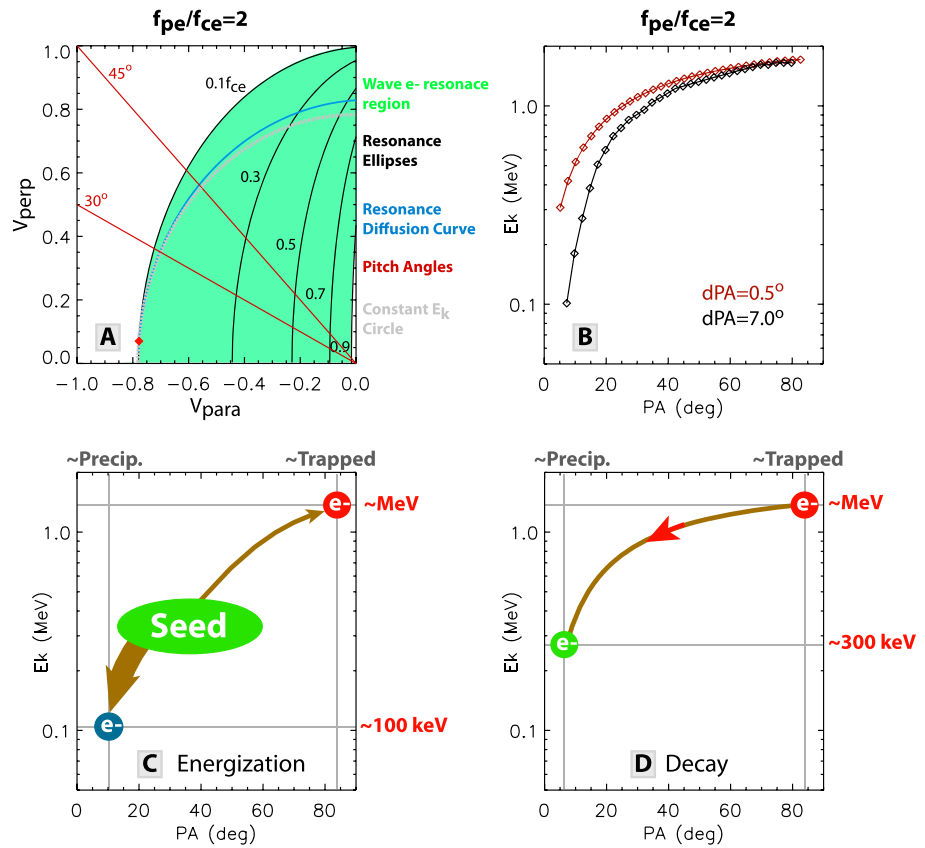 fpe/fce=2
1.0
0.8
0.6
0.4
0.2
0.0
Vperp
45o
30o
0.1fce
0.3
0.5
0.7
0.9
A
−1.0 −0.8 −0.6 −0.4 −0.2 0.0
Vpara
Wave e- resonace
region
Resonance
Ellipses
Resonance
Diffusion Curve
Pitch Angles
Constant Ek
Circle
fpe/fce=2
1.0
0.1
Ek (MeV)
dPA=0.5o
dPA=7.0o
B
0 20 40 60 80
PA (deg)
~Precip. ~Trapped
e-
~MeV
1.0
Seed
Ek (MeV)
e-
~100 keV
0.1
C Energization
0 20 40 60 80
PA (deg)
~Precip. ~Trapped
e-
~MeV
1.0
Ek (MeV)
e-
~300 keV
0.1
D Decay
0 20 40 60 80
PA (deg)